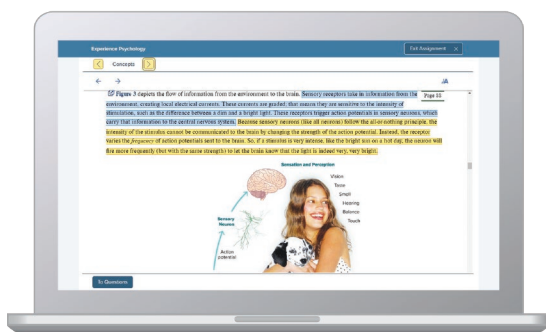 Experience Psychology
Exit Assignment X
Concepts
AA
Figure 3 depicts the flow of information from the environment to the brain. Sensory receptors take in information from the
Page 93
environment, creating local electrical currents. These currents are graded; that means they are sensitive to the intensity of
stimulation, such as the difference between a dim and a bright light. These receptors trigger action potentials in sensory neurons, which
carry that information to the central nervous system. Because sensory neurons (like all neurons) follow the all-or-nothing principle, the
intensity of the stimulus cannot be communicated to the brain by changing the strength of the action potential. Instead, the receptor
varies the frequency of action potentials sent to the brain. So, if a stimulus is very intense, like the bright sun on a hot day, the neuron will
fire more frequently (but with the same strength) to let the brain know that the light is indeed very, very bright.
Sensation and Perception
Vision
Taste
Smell
Hearing
Balance
Touch
Sensory
Neuron
Action
potential
To Questions